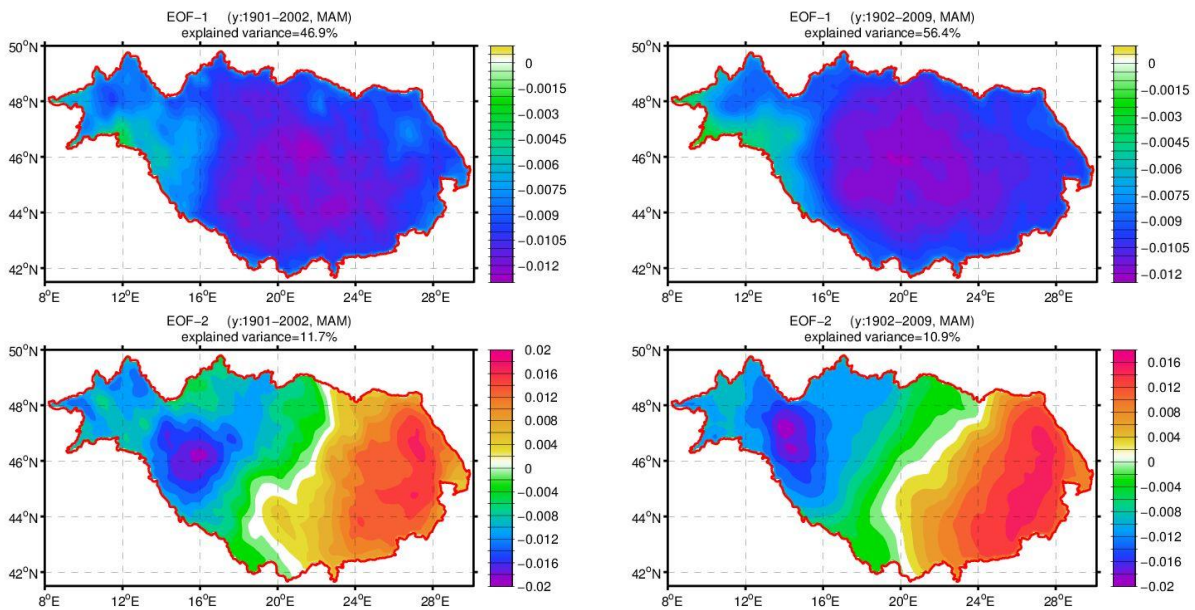 EOF−1 (y:1901−2002, MAM)
explained variance=46.9%
50°N
48°N
46°N
44°N
42°N
8°E 12°E 16°E 20°E 24°E 28°E
0
−0.0015
−0.003
−0.0045
−0.006
−0.0075
−0.009
−0.0105
−0.012
EOF−1 (y:1902−2009, MAM)
explained variance=56.4%
50°N
48°N
46°N
44°N
42°N
8°E 12°E 16°E 20°E 24°E 28°E
0
−0.0015
−0.003
−0.0045
−0.006
−0.0075
−0.009
−0.0105
−0.012
EOF−2 (y:1901−2002, MAM)
explained variance=11.7%
50°N
48°N
46°N
44°N
42°N
8°E 12°E 16°E 20°E 24°E 28°E
0.02
0.016
0.012
0.008
0.004
0
−0.004
−0.008
−0.012
−0.016
−0.02
EOF−2 (y:1902−2009, MAM)
explained variance=10.9%
50°N
48°N
46°N
44°N
42°N
8°E 12°E 16°E 20°E 24°E 28°E
0.016
0.012
0.008
0.004
0
−0.004
−0.008
−0.012
−0.016
−0.02